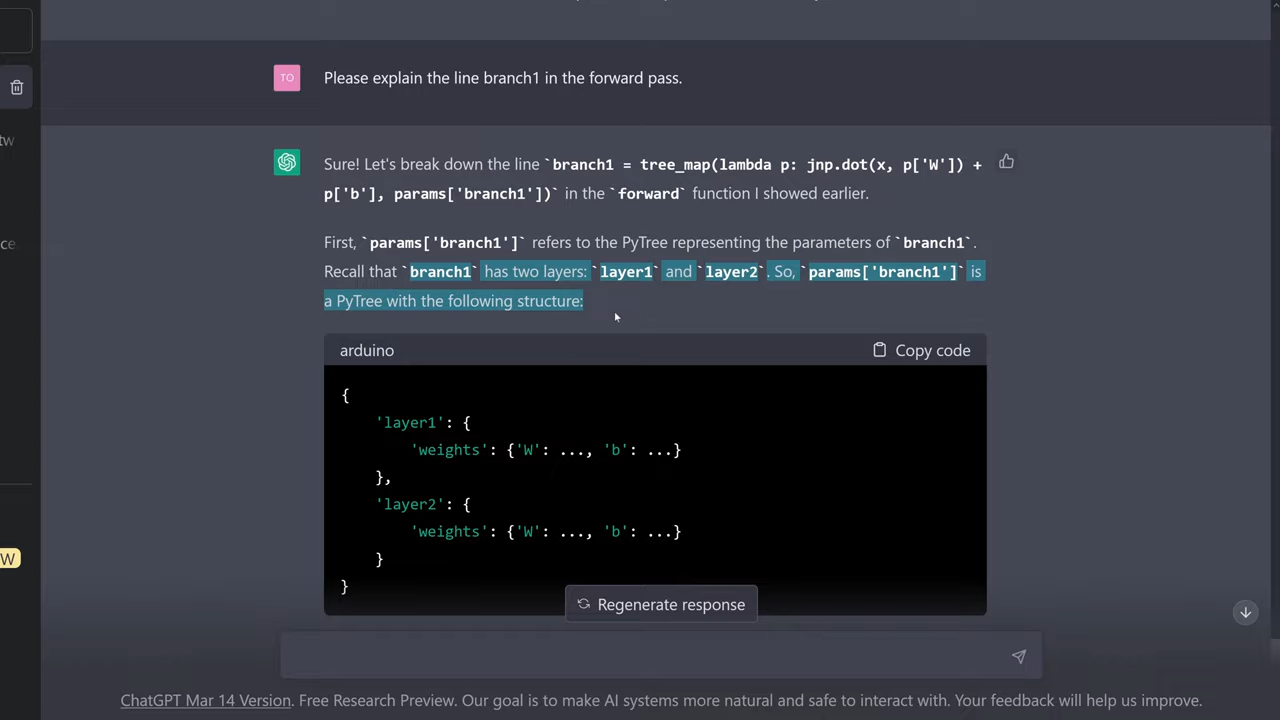 TO
Please explain the line branch1 in the forward pass.
Sure! Let's break down the line `branch1 = tree_map(lambda p: jnp.dot(x, p['W']) +
p['b'], params['branch1'])` in the `forward` function I showed earlier.
First, `params['branch1']` refers to the PyTree representing the parameters of `branch1`.
Recall that `branch1` has two layers: `layer1` and `layer2`. So, `params['branch1']` is
a PyTree with the following structure:
arduino
Copy code
{
    'layer1': {
        'weights': {'W': ..., 'b': ...}
    },
    'layer2': {
        'weights': {'W': ..., 'b': ...}
    }
}
Regenerate response
ChatGPT Mar 14 Version. Free Research Preview. Our goal is to make AI systems more natural and safe to interact with. Your feedback will help us improve.
tw
ce.
W